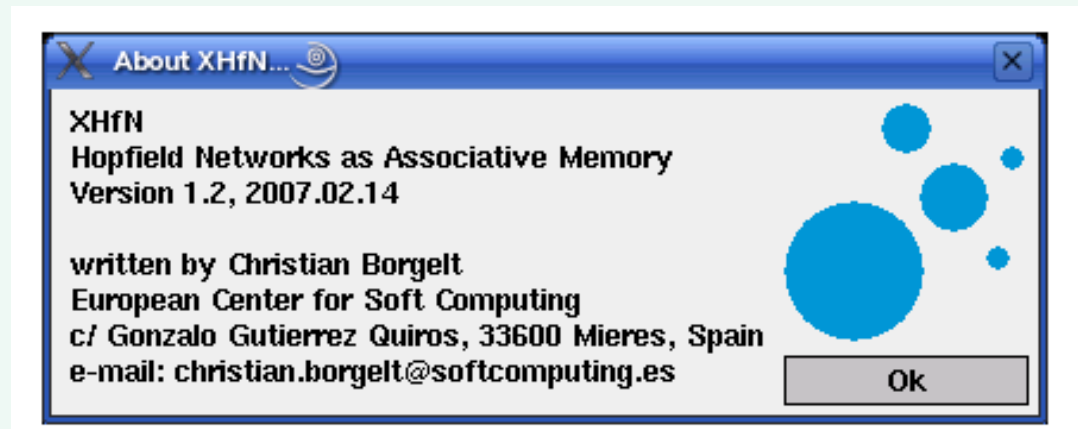 About XHfN...
XHfN
Hopfield Networks as Associative Memory
Version 1.2, 2007.02.14
written by Christian Borgelt
European Center for Soft Computing
c/ Gonzalo Gutierrez Quiros, 33600 Mieres, Spain
e-mail: christian.borgelt@softcomputing.es
Ok